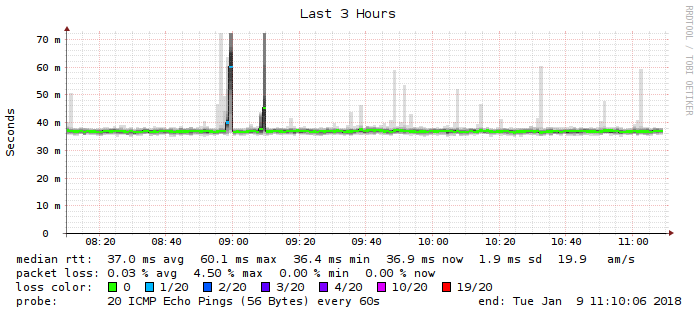 Last 3 Hours
RRDTOOL / TOBI OETIKER
Seconds
70 m
60 m
50 m
40 m
30 m
20 m
10 m
0
08:20 08:40 09:00 09:20 09:40 10:00 10:20 10:40 11:00
median rtt: 37.0 ms avg 60.1 ms max 36.4 ms min 36.9 ms now 1.9 ms sd 19.9 am/s
packet loss: 0.03 % avg 4.50 % max 0.00 % min 0.00 % now
loss color: 0 1/20 2/20 3/20 4/20 10/20 19/20
probe: 20 ICMP Echo Pings (56 Bytes) every 60s end: Tue Jan 9 11:10:06 2018